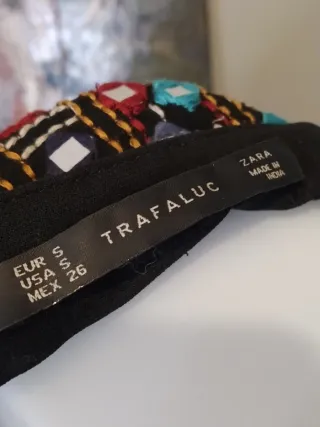 EUR S
USA S
MEX 26
TRAFALUC
ZARA
MADE IN
INDIA